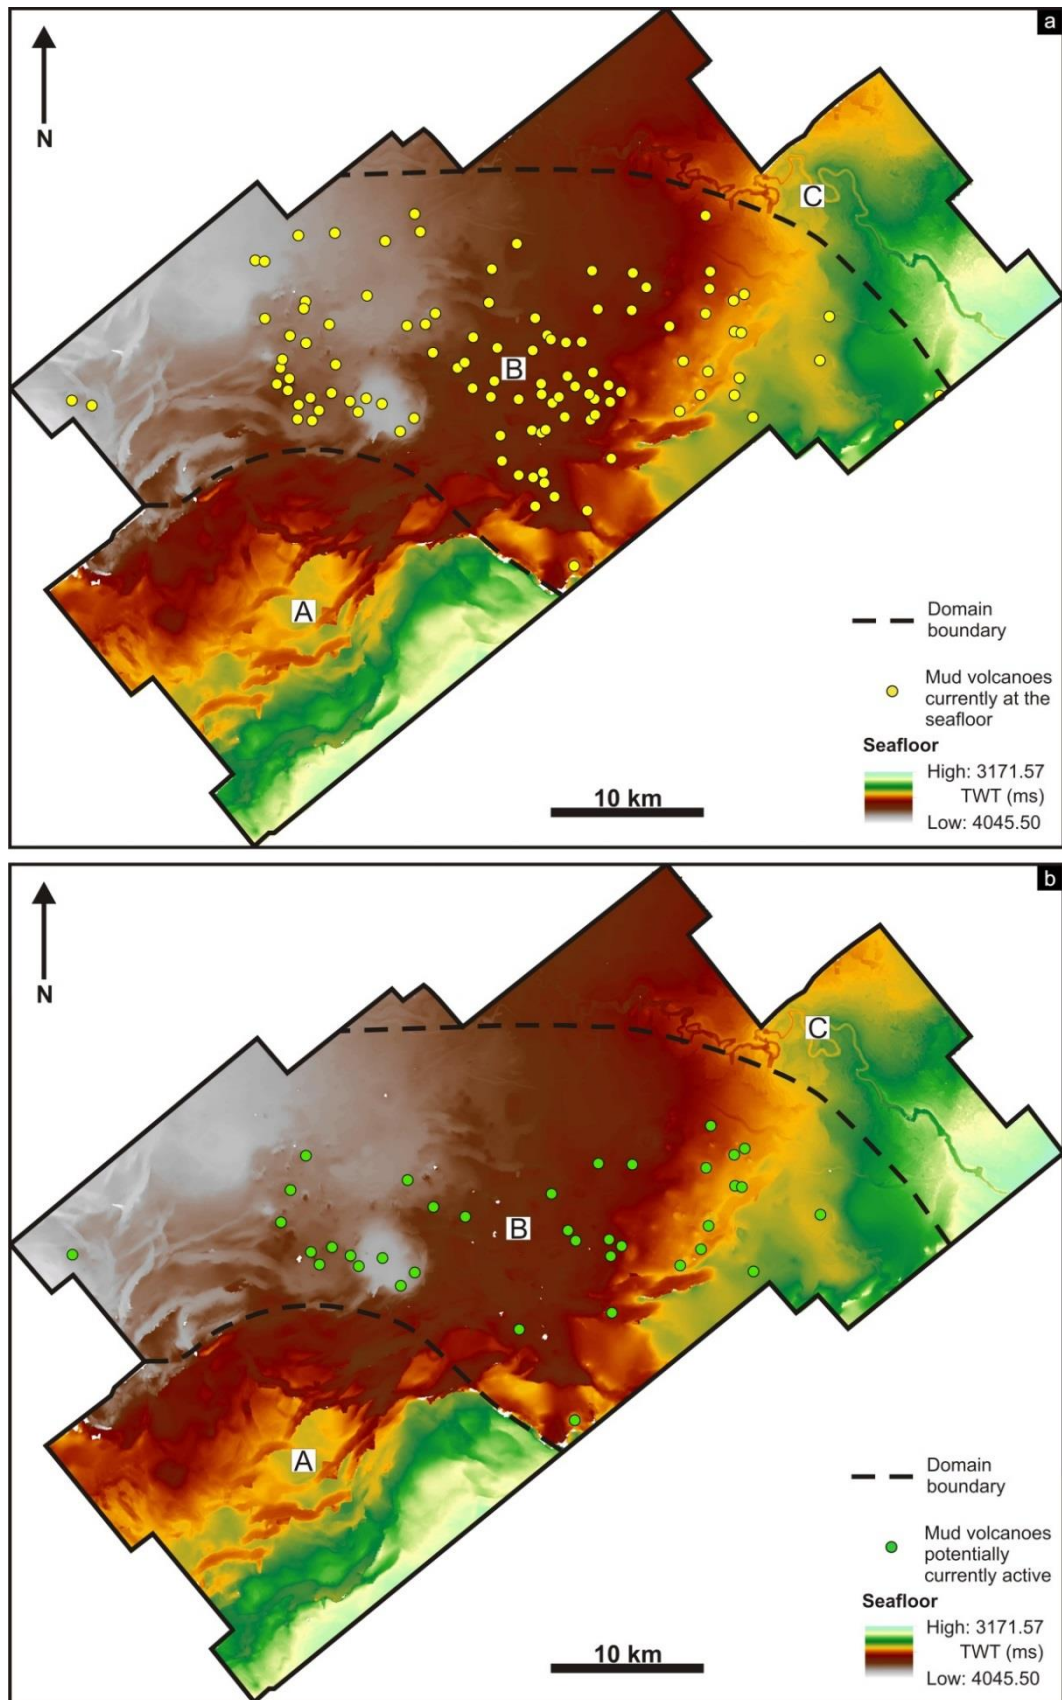 a
N
C
B
A
Domain
boundary
Mud volcanoes
currently at the
seafloor
Seafloor
High: 3171.57
TWT (ms)
Low: 4045.50
10 km
b
N
C
B
A
Domain
boundary
Mud volcanoes
potentially
currently active
Seafloor
High: 3171.57
TWT (ms)
Low: 4045.50
10 km